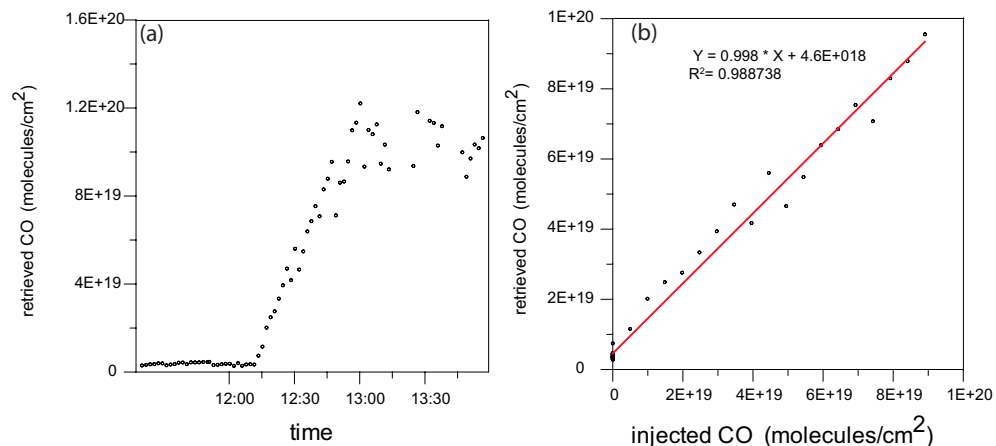 (a)
1.6E+20
1.2E+20
8E+19
4E+19
0
retrieved CO (molecules/cm²)
12:00 12:30 13:00 13:30
time
(b)
Y = 0.998 * X + 4.6E+018
R²= 0.988738
1E+20
8E+19
6E+19
4E+19
2E+19
0
retrieved CO (molecules/cm²)
0 2E+19 4E+19 6E+19 8E+19 1E+20
injected CO (molecules/cm²)